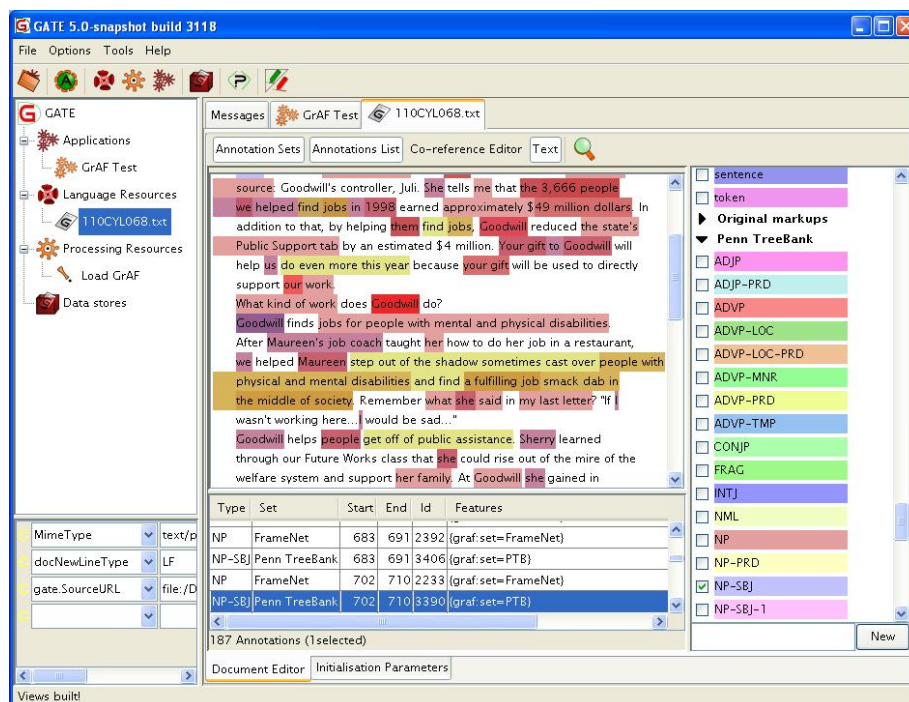 GATE 5.0-snapshot build 3118
File Options Tools Help
GATE
Applications
GrAF Test
Language Resources
110CYL068.txt
Processing Resources
Load GrAF
Data stores
MimeType text/p
docNewLineType LF
gate.SourceURL file:/D
Messages GrAF Test 110CYL068.txt
Annotation Sets Annotations List Co-reference Editor Text
source: Goodwill's controller, Juli. She tells me that the 3,666 people
we helped find jobs in 1998 earned approximately $49 million dollars. In
addition to that, by helping them find jobs, Goodwill reduced the state's
Public Support tab by an estimated $4 million. Your gift to Goodwill will
help us do even more this year because your gift will be used to directly
support our work.
What kind of work does Goodwill do?
Goodwill finds jobs for people with mental and physical disabilities.
After Maureen's job coach taught her how to do her job in a restaurant,
we helped Maureen step out of the shadow sometimes cast over people with
physical and mental disabilities and find a fulfilling job smack dab in
the middle of society. Remember what she said in my last letter? "If I
wasn't working here...I would be sad..."
Goodwill helps people get off of public assistance. Sherry learned
through our Future Works class that she could rise out of the mire of the
welfare system and support her family. At Goodwill she gained in
Type Set Start End Id Features
NP FrameNet 683 691 2392 {graf:set=FrameNet}
NP-SBJ Penn TreeBank 683 691 3406 {graf:set=PTB}
NP FrameNet 702 710 2233 {graf:set=FrameNet}
NP-SBJ Penn TreeBank 702 710 3390 {graf:set=PTB}
187 Annotations (1selected)
Document Editor Initialisation Parameters
sentence
token
Original markups
Penn TreeBank
ADJP
ADJP-PRD
ADVP
ADVP-LOC
ADVP-LOC-PRD
ADVP-MNR
ADVP-PRD
ADVP-TMP
CONJP
FRAG
INTJ
NML
NP
NP-PRD
NP-SBJ
NP-SBJ-1
New
Views built!